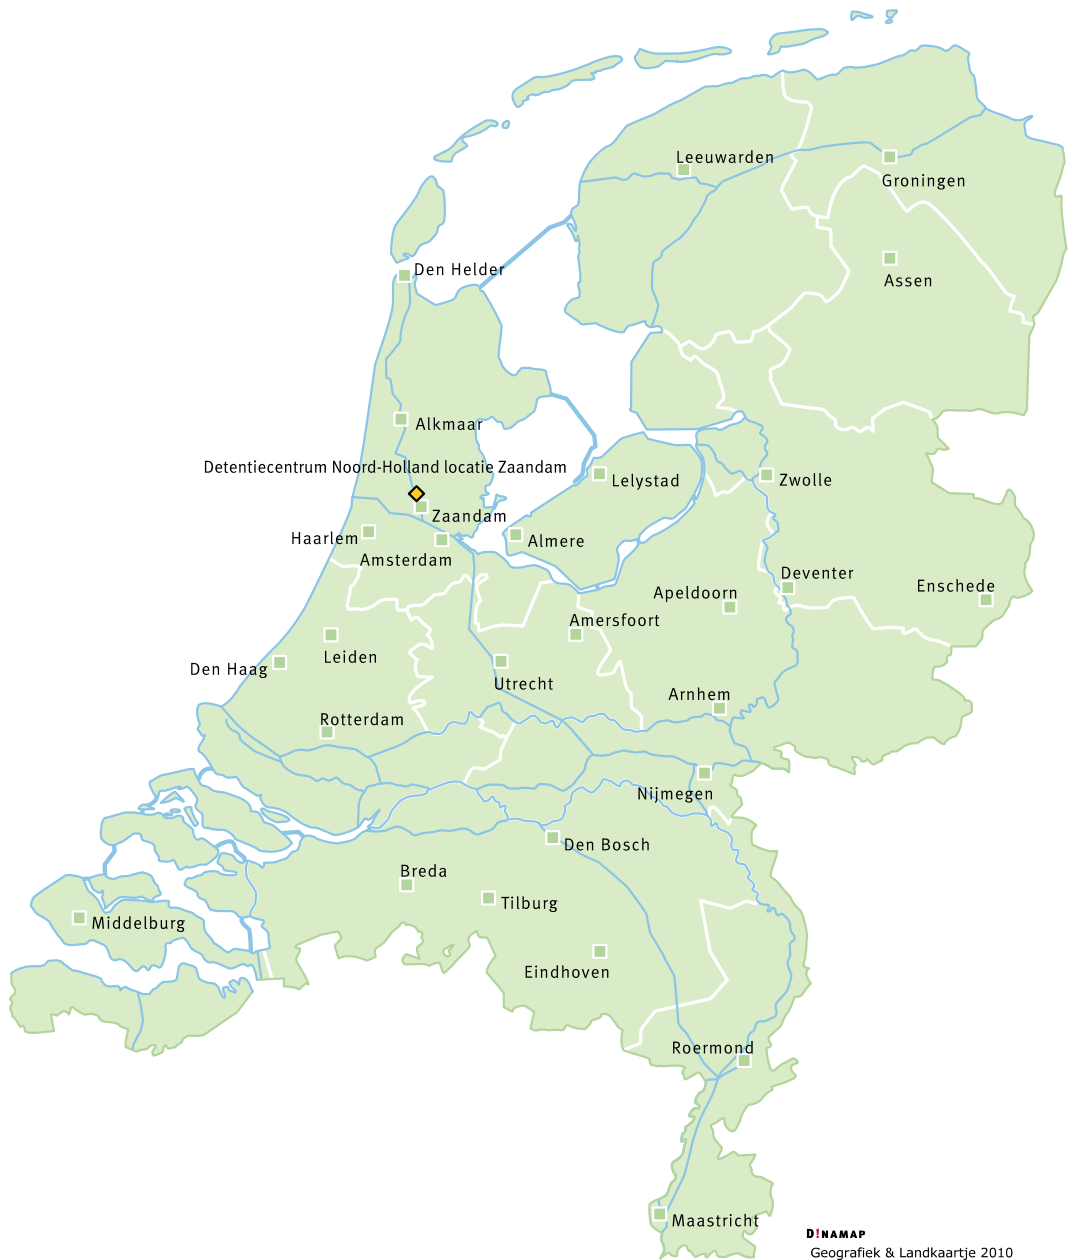 Leeuwarden
Groningen
Den Helder
Assen
Alkmaar
Detentiecentrum Noord-Holland locatie Zaandam
Lelystad
Zwolle
Zaandam
Haarlem
Almere
Amsterdam
Deventer
Enschede
Apeldoorn
Amersfoort
Leiden
Den Haag
Utrecht
Arnhem
Rotterdam
Nijmegen
Den Bosch
Breda
Tilburg
Middelburg
Eindhoven
Roermond
Maastricht
D!NAMAP
Geografiek & Landkaartje 2010